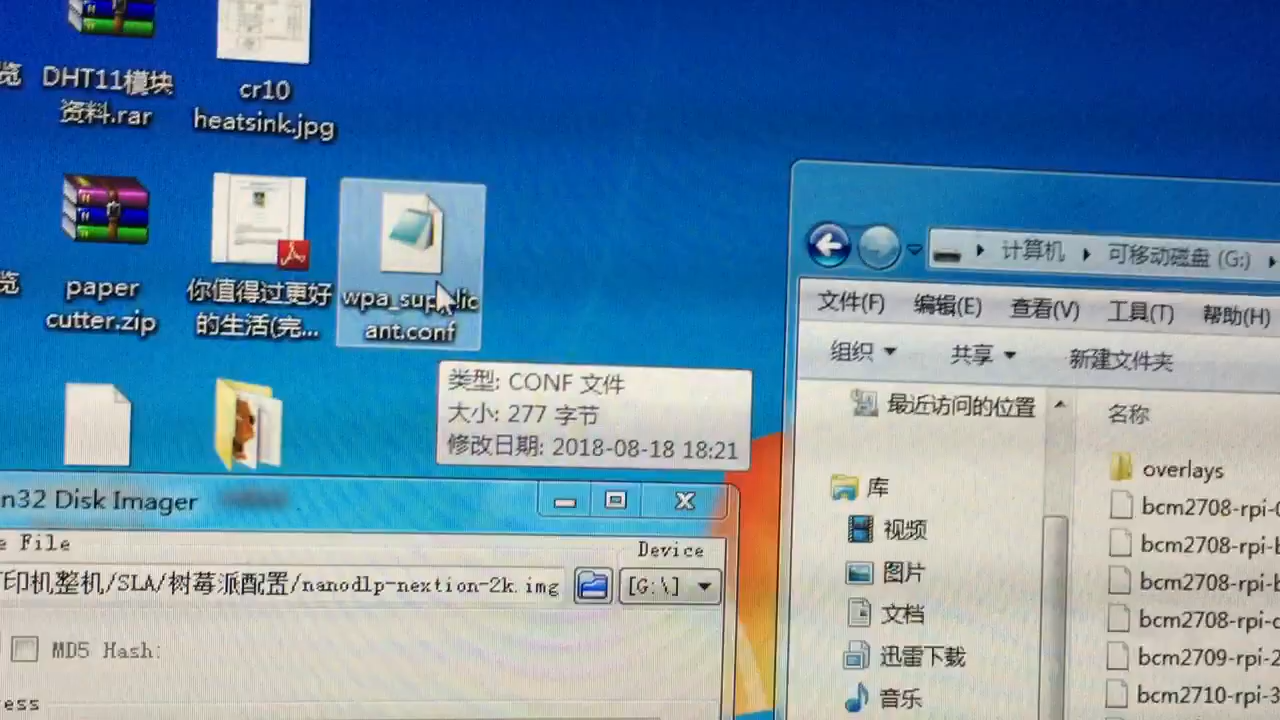 览
DHT11模块
资料.rar
cr10
heatsink.jpg
览
paper
cutter.zip
你值得过更好
的生活(完...
ant.conf
类型: CONF 文件
大小: 277 字节
修改日期: 2018-08-18 18:21
n32 Disk Imager
e File
Device
印机整机/SLA/树莓派配置/nanodlp-nextion-2k.img
[G:\]
MD5 Hash:
ess
计算机
可移动磁盘 (G:)
文件(F)
编辑(E)
查看(V)
工具(T)
帮助(H)
组织
共享
新建文件夹
最近访问的位置
库
视频
图片
文档
迅雷下载
音乐
名称
overlays
bcm2708-rpi-0
bcm2708-rpi-b
bcm2708-rpi-b
bcm2708-rpi-c
bcm2709-rpi-2
bcm2710-rpi-3